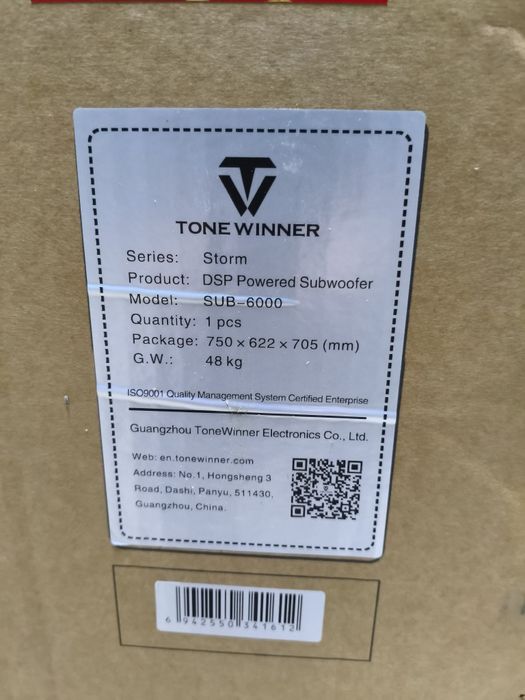 TONE WINNER
Series: Storm
Product: DSP Powered Subwoofer
Model: SUB-6000
Quantity: 1 pcs
Package: 750 × 622 × 705 (mm)
G.W.: 48 kg
ISO9001 Quality Management System Certified Enterprise
Guangzhou ToneWinner Electronics Co., Ltd.
Web: en.tonewinner.com
Address: No.1, Hongsheng 3
Road, Dashi, Panyu, 511430,
Guangzhou, China.
6 942550 341612